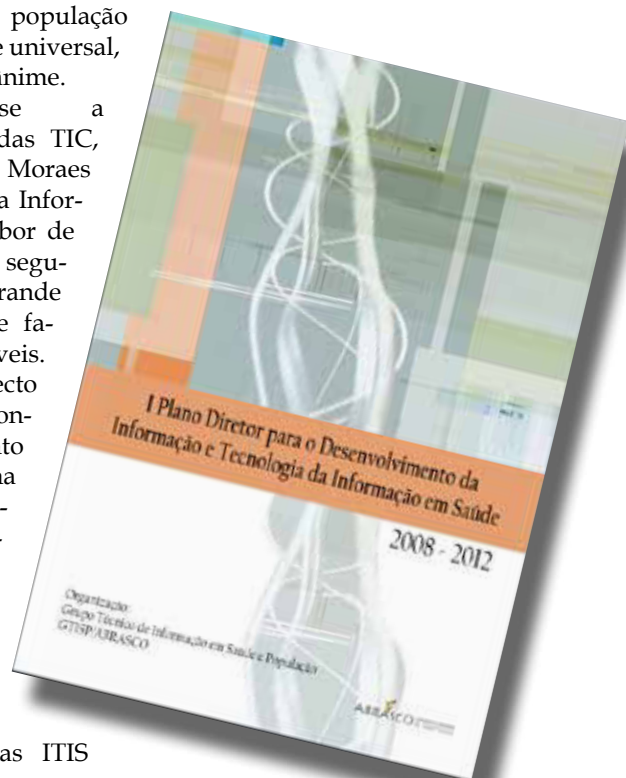 população
e universal,
ânime.
se a
das TIC,
Moraes
a Infor-
bor de
segu-
rande
e fa-
veis.
ecto
on-
to
na
-
-
as ITIS
I Plano Diretor para o Desenvolvimento da
Informação e Tecnologia da Informação em Saúde
2008 - 2012
Organização:
Grupo Técnico de Informação em Saúde e População
GTISP/ABRASCO
ABRASCO